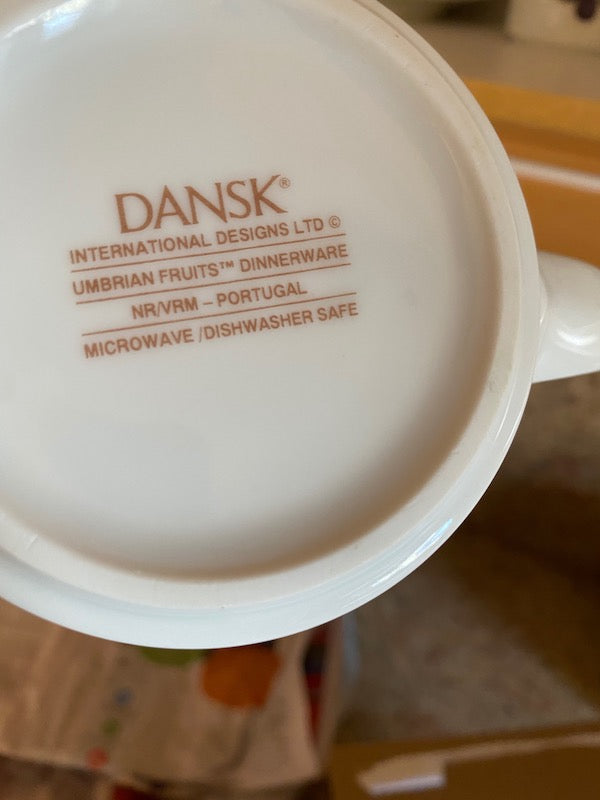 DANSK®
INTERNATIONAL DESIGNS LTD ©
UMBRIAN FRUITS™ DINNERWARE
NR/VRM – PORTUGAL
MICROWAVE /DISHWASHER SAFE